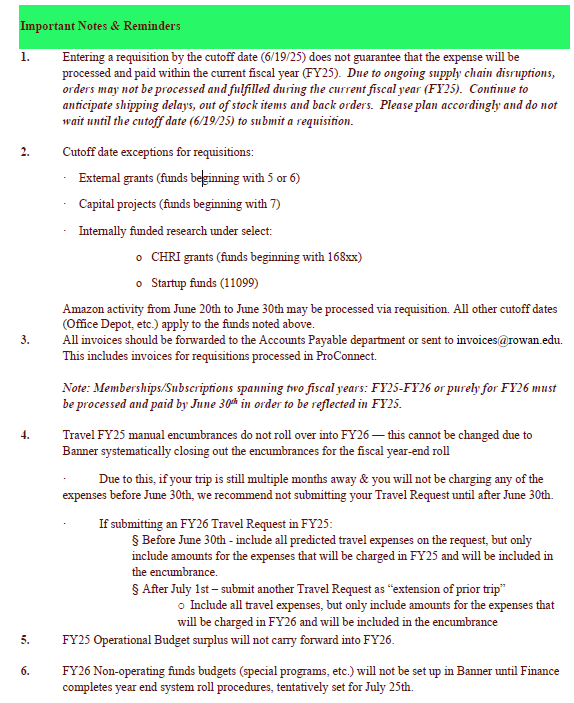 Important Notes & Reminders
1. Entering a requisition by the cutoff date (6/19/25) does not guarantee that the expense will be
processed and paid within the current fiscal year (FY25). Due to ongoing supply chain disruptions,
orders may not be processed and fulfilled during the current fiscal year (FY25). Continue to
anticipate shipping delays, out of stock items and back orders. Please plan accordingly and do not
wait until the cutoff date (6/19/25) to submit a requisition.
2. Cutoff date exceptions for requisitions:
· External grants (funds beginning with 5 or 6)
· Capital projects (funds beginning with 7)
· Internally funded research under select:
o CHRI grants (funds beginning with 168xx)
o Startup funds (11099)
Amazon activity from June 20th to June 30th may be processed via requisition. All other cutoff dates
(Office Depot, etc.) apply to the funds noted above.
3. All invoices should be forwarded to the Accounts Payable department or sent to invoices@rowan.edu.
This includes invoices for requisitions processed in ProConnect.
Note: Memberships/Subscriptions spanning two fiscal years: FY25-FY26 or purely for FY26 must
be processed and paid by June 30th in order to be reflected in FY25.
4. Travel FY25 manual encumbrances do not roll over into FY26 — this cannot be changed due to
Banner systematically closing out the encumbrances for the fiscal year-end roll
· Due to this, if your trip is still multiple months away & you will not be charging any of the
expenses before June 30th, we recommend not submitting your Travel Request until after June 30th.
· If submitting an FY26 Travel Request in FY25:
§ Before June 30th - include all predicted travel expenses on the request, but only
include amounts for the expenses that will be charged in FY25 and will be included in
the encumbrance.
§ After July 1st – submit another Travel Request as “extension of prior trip”
o Include all travel expenses, but only include amounts for the expenses that
will be charged in FY26 and will be included in the encumbrance
5. FY25 Operational Budget surplus will not carry forward into FY26.
6. FY26 Non-operating funds budgets (special programs, etc.) will not be set up in Banner until Finance
completes year end system roll procedures, tentatively set for July 25th.